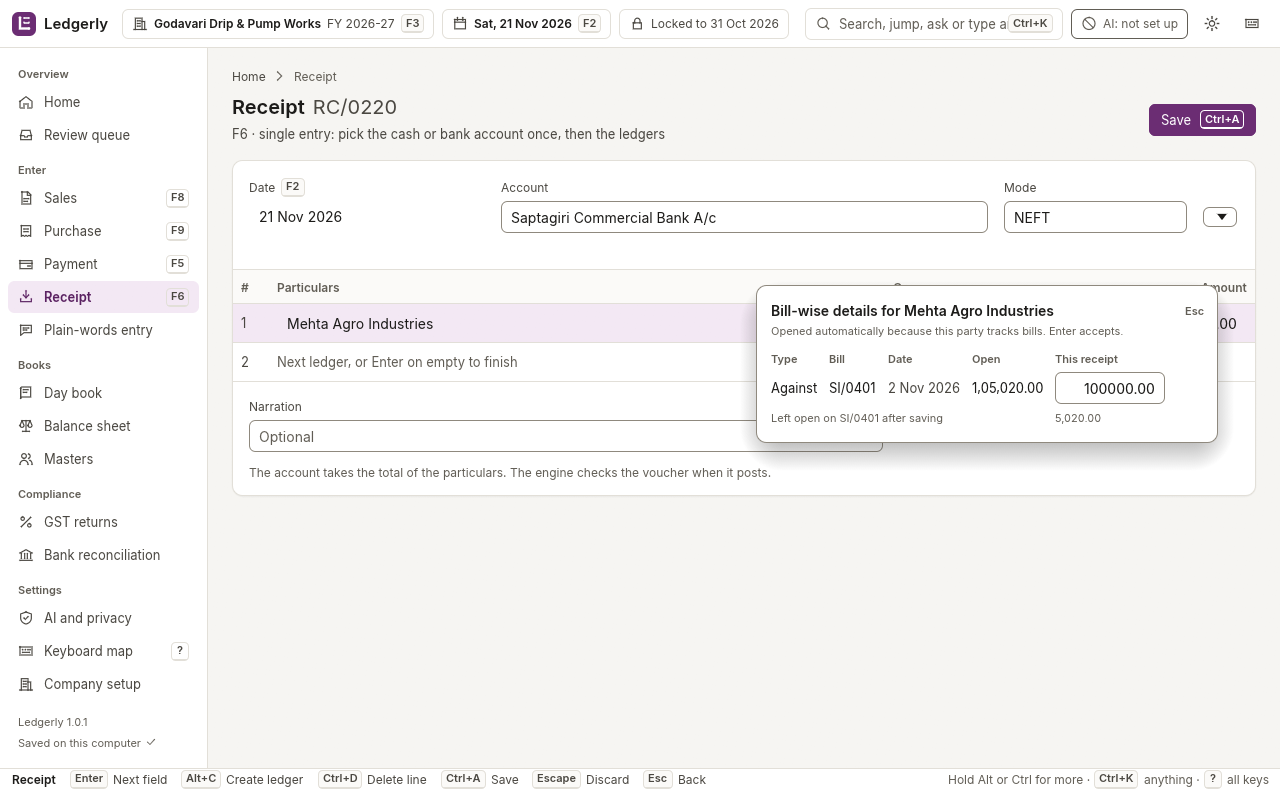 Ledgerly
Godavari Drip & Pump Works FY 2026-27 F3
Sat, 21 Nov 2026 F2
Locked to 31 Oct 2026
Search, jump, ask or type a Ctrl+K
AI: not set up
Overview
Home
Review queue
Enter
Sales F8
Purchase F9
Payment F5
Receipt F6
Plain-words entry
Books
Day book
Balance sheet
Masters
Compliance
GST returns
Bank reconciliation
Settings
AI and privacy
Keyboard map ?
Company setup
Ledgerly 1.0.1
Saved on this computer
Home Receipt
Receipt RC/0220
F6 · single entry: pick the cash or bank account once, then the ledgers
Save Ctrl+A
Date F2 Account Mode
21 Nov 2026 Saptagiri Commercial Bank A/c NEFT
# Particulars
1 Mehta Agro Industries
2 Next ledger, or Enter on empty to finish
Bill-wise details for Mehta Agro Industries Esc
Opened automatically because this party tracks bills. Enter accepts.
Type Bill Date Open This receipt
Against SI/0401 2 Nov 2026 1,05,020.00 100000.00
Left open on SI/0401 after saving 5,020.00
Narration
Optional
The account takes the total of the particulars. The engine checks the voucher when it posts.
Receipt Enter Next field Alt+C Create ledger Ctrl+D Delete line Ctrl+A Save Escape Discard Esc Back
Hold Alt or Ctrl for more · Ctrl+K anything · ? all keys